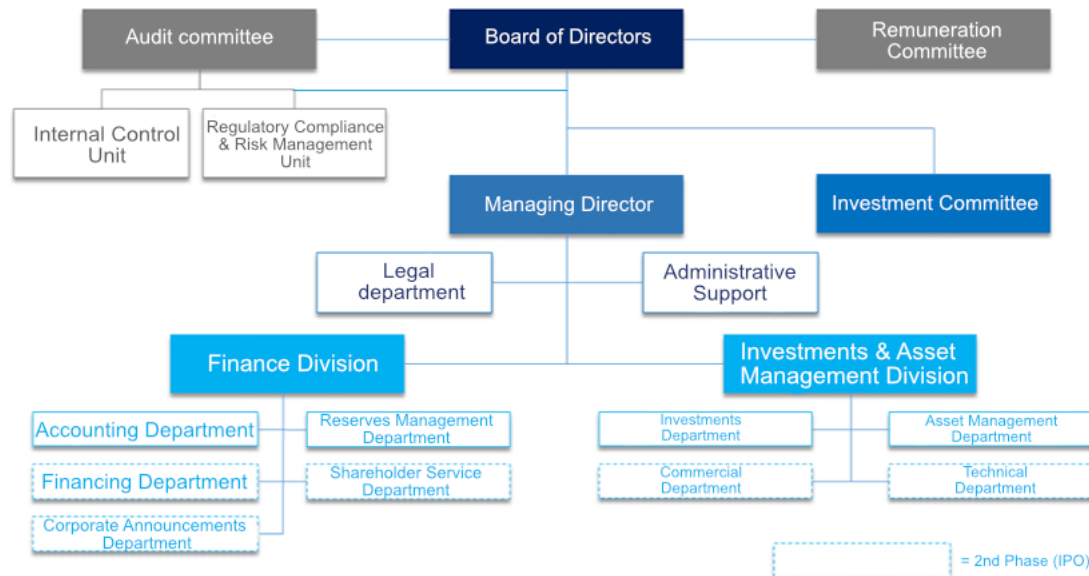 Audit committee
Board of Directors
Remuneration
Committee
Internal Control
Unit
Regulatory Compliance
& Risk Management
Unit
Managing Director
Investment Committee
Legal
department
Administrative
Support
Finance Division
Investments & Asset
Management Division
Accounting Department
Reserves Management
Department
Investments
Department
Asset Management
Department
Financing Department
Shareholder Service
Department
Commercial
Department
Technical
Department
Corporate Announcements
Department
= 2nd Phase (IPO)